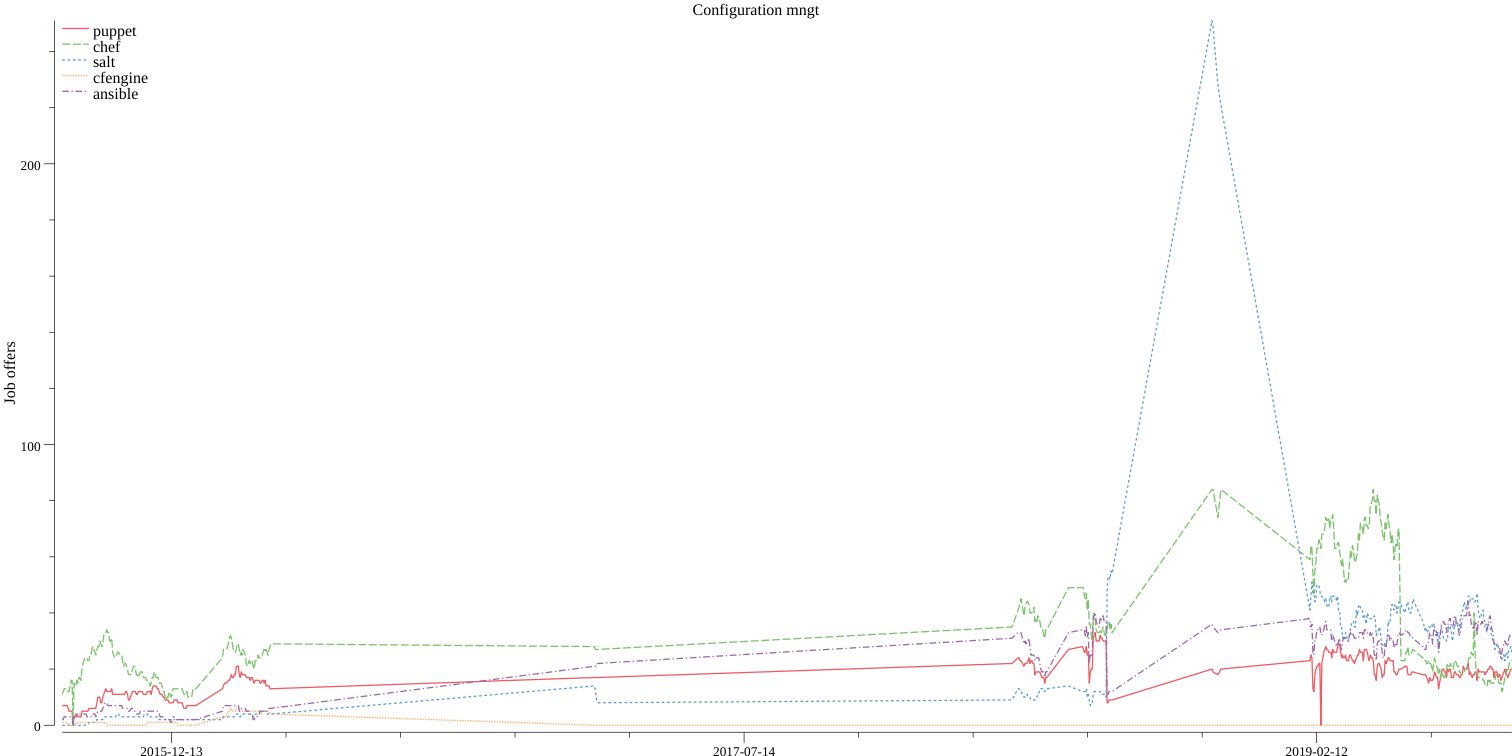 Configuration mngt
puppet
chef
salt
cfengine
ansible
200
100
0
Job offers
2015-12-13
2017-07-14
2019-02-12